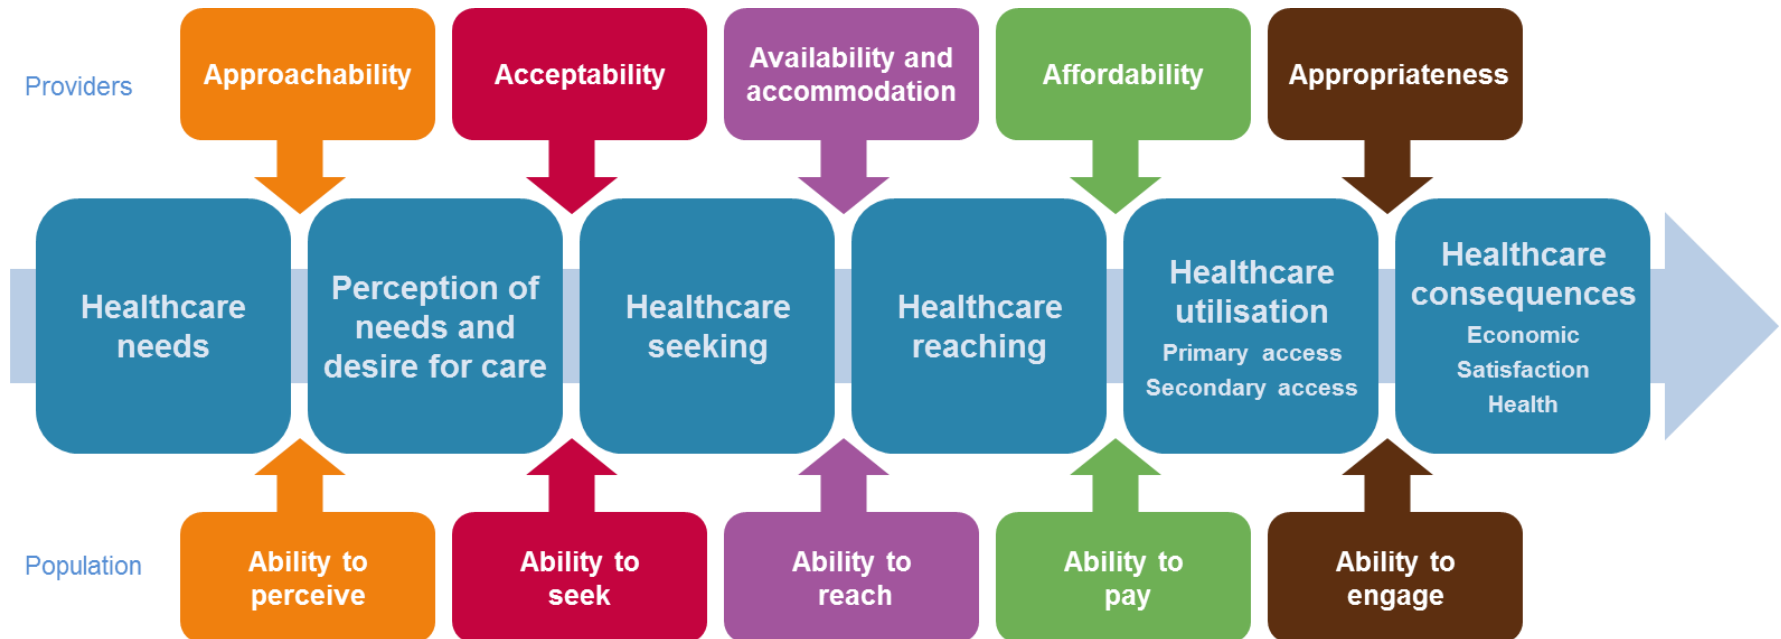 Providers
Approachability
Acceptability
Availability and
accommodation
Affordability
Appropriateness
Healthcare
needs
Perception of
needs and
desire for care
Healthcare
seeking
Healthcare
reaching
Healthcare
utilisation
Primary access
Secondary access
Healthcare
consequences
Economic
Satisfaction
Health
Population
Ability to
perceive
Ability to
seek
Ability to
reach
Ability to
pay
Ability to
engage